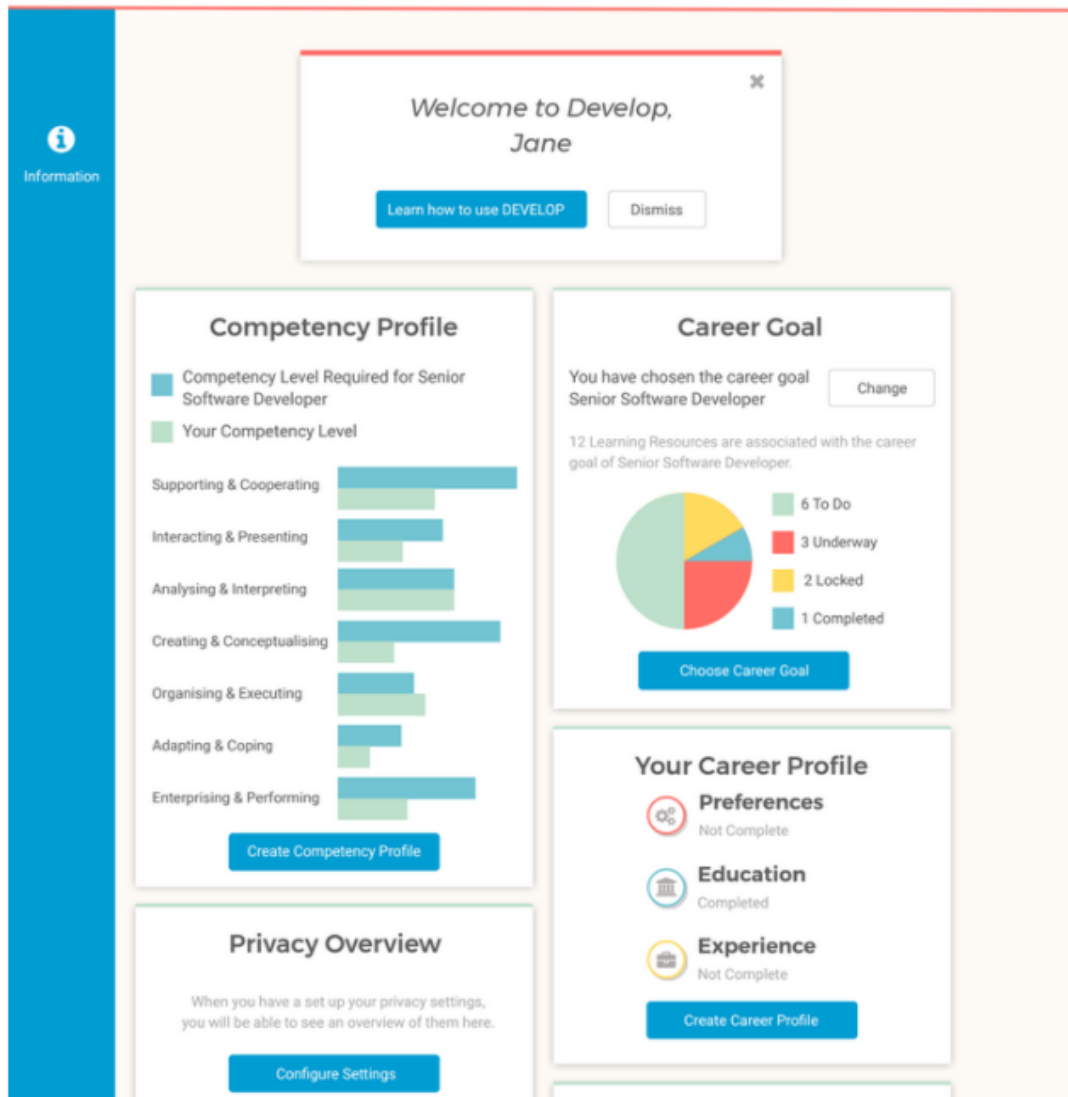 Information
Welcome to Develop,
Jane
Learn how to use DEVELOP
Dismiss
Competency Profile
Competency Level Required for Senior
Software Developer
Your Competency Level
Supporting & Cooperating
Interacting & Presenting
Analysing & Interpreting
Creating & Conceptualising
Organising & Executing
Adapting & Coping
Enterprising & Performing
Create Competency Profile
Privacy Overview
When you have a set up your privacy settings,
you will be able to see an overview of them here.
Configure Settings
Career Goal
You have chosen the career goal
Senior Software Developer
Change
12 Learning Resources are associated with the career
goal of Senior Software Developer.
6 To Do
3 Underway
2 Locked
1 Completed
Choose Career Goal
Your Career Profile
Preferences
Not Complete
Education
Completed
Experience
Not Complete
Create Career Profile